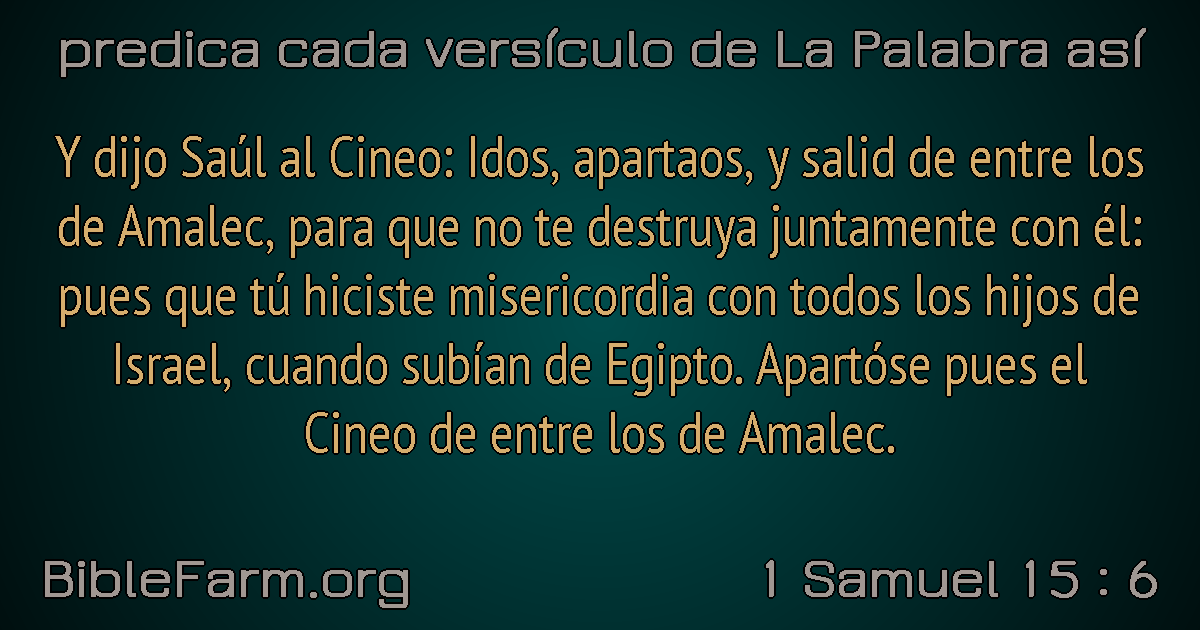 predica cada versículo de La Palabra así
Y dijo Saúl al Cineo: Idos, apartaos, y salid de entre los
de Amalec, para que no te destruya juntamente con él:
pues que tú hiciste misericordia con todos los hijos de
Israel, cuando subían de Egipto. Apartóse pues el
Cineo de entre los de Amalec.
BibleFarm.org
1 Samuel 15 : 6